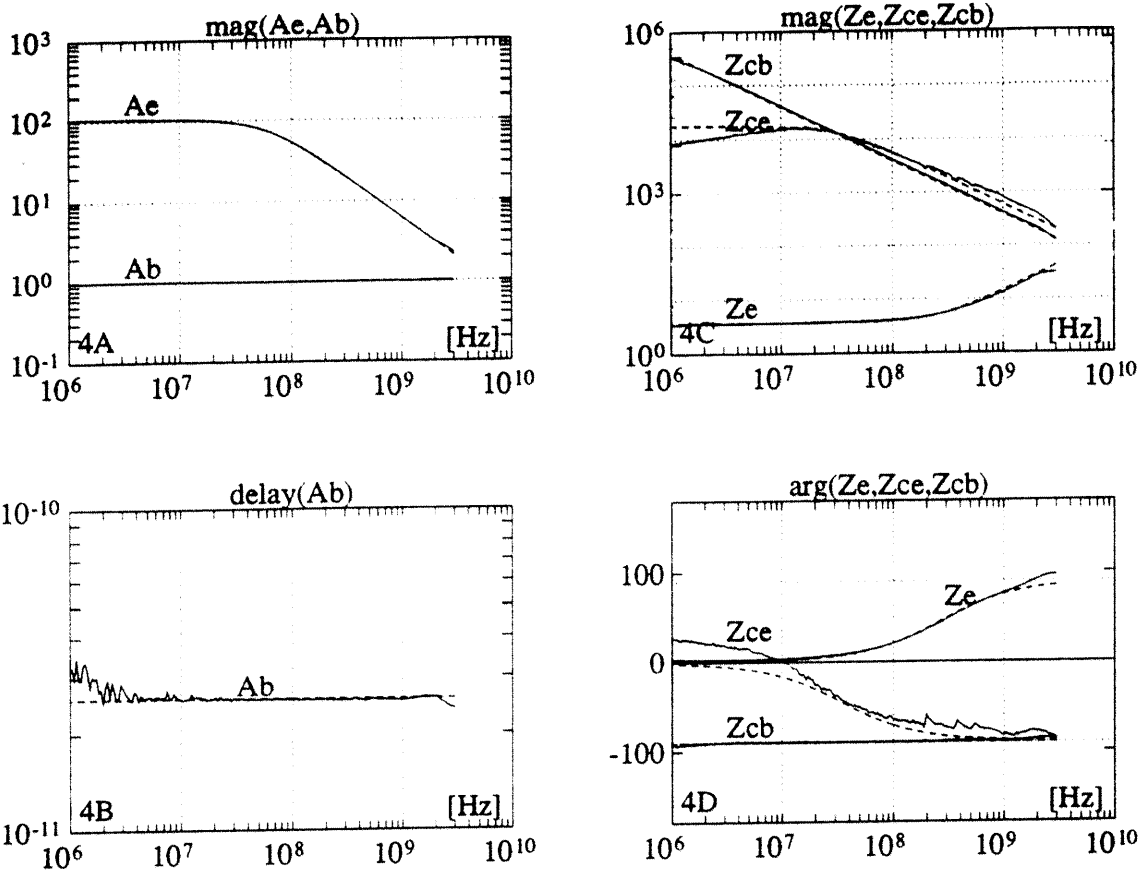 mag(Ae,Ab)
10³
10²
10¹
10⁰
10⁻¹
Ae
Ab
4A
[Hz]
10⁶ 10⁷ 10⁸ 10⁹ 10¹⁰
mag(Ze,Zce,Zcb)
10⁶
10³
10⁰
Zcb
Zce
Ze
4C
[Hz]
10⁶ 10⁷ 10⁸ 10⁹ 10¹⁰
delay(Ab)
10⁻¹⁰
10⁻¹¹
Ab
4B
[Hz]
10⁶ 10⁷ 10⁸ 10⁹ 10¹⁰
arg(Ze,Zce,Zcb)
100
0
-100
Ze
Zce
Zcb
4D
[Hz]
10⁶ 10⁷ 10⁸ 10⁹ 10¹⁰